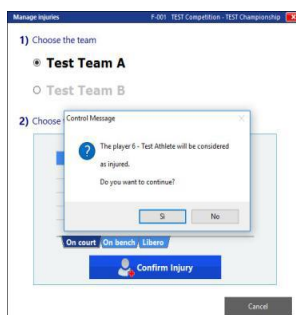 Manage Injuries F-001 TEST Competition - TEST Championship
1) Choose the team
Test Team A
Test Team B
2) Choose
Control Message
The player 6 - Test Athlete will be considered
as injured.
Do you want to continue?
Si No
On court On bench Libero
Confirm Injury
Cancel